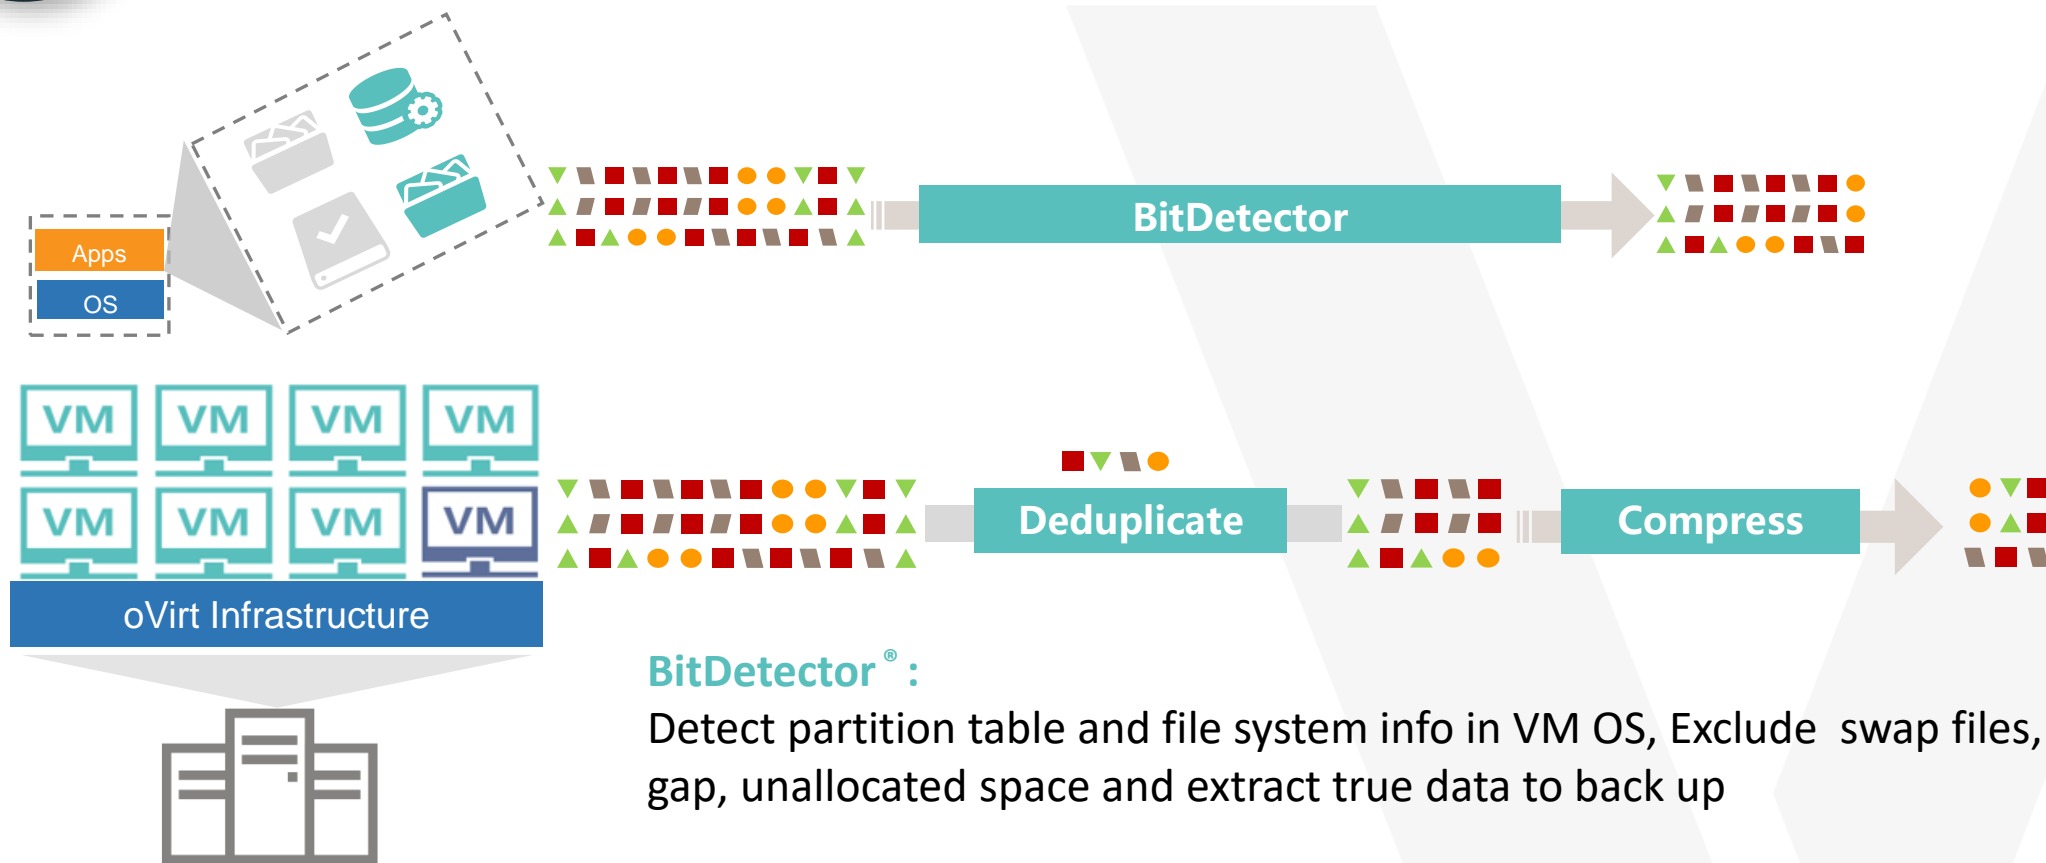 Apps
OS
BitDetector
VM VM VM VM
VM VM VM VM
oVirt Infrastructure
Deduplicate
Compress
BitDetector® :
Detect partition table and file system info in VM OS, Exclude swap files,
gap, unallocated space and extract true data to back up